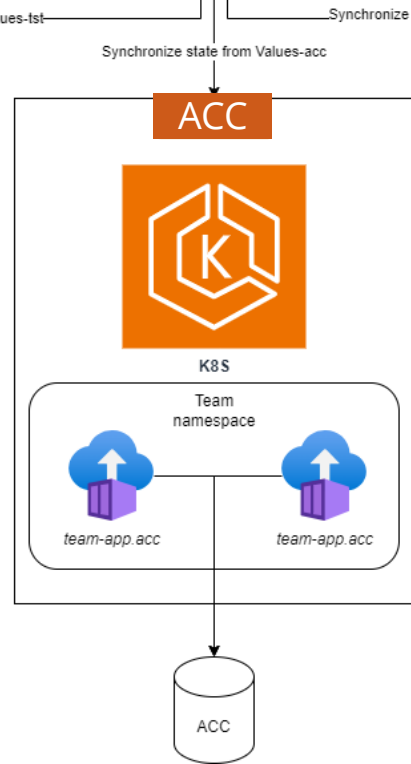 ues-tst
Synchronize
Synchronize state from Values-acc
ACC
K
K8S
Team
namespace
team-app.acc
team-app.acc
ACC